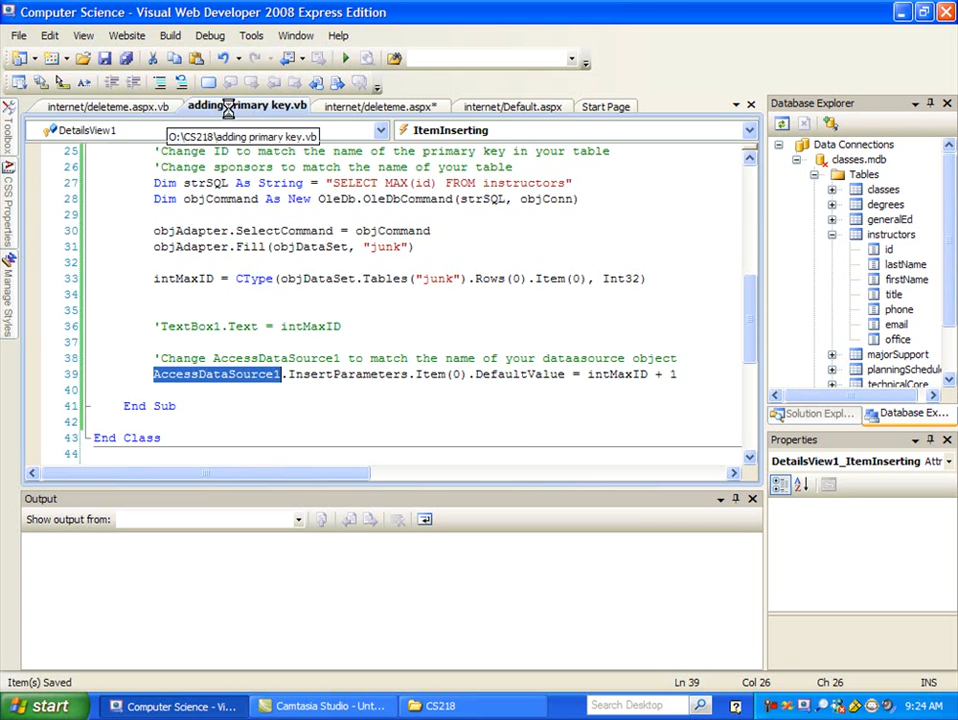 Computer Science - Visual Web Developer 2008 Express Edition
File Edit View Website Build Debug Tools Window Help
internet/deleteme.aspx.vb adding primary key.vb internet/deleteme.aspx* internet/Default.aspx Start Page
DetailsView1 ItemInserting
O:\CS218\adding primary key.vb
25 'Change ID to match the name of the primary key in your table
26 'Change sponsors to match the name of your table
27 Dim strSQL As String = "SELECT MAX(id) FROM instructors"
28 Dim objCommand As New OleDb.OleDbCommand(strSQL, objConn)
29
30 objAdapter.SelectCommand = objCommand
31 objAdapter.Fill(objDataSet, "junk")
32
33 intMaxID = CType(objDataSet.Tables("junk").Rows(0).Item(0), Int32)
34
35
36 'TextBox1.Text = intMaxID
37
38 'Change AccessDataSource1 to match the name of your dataasource object
39 AccessDataSource1.InsertParameters.Item(0).DefaultValue = intMaxID + 1
40
41 End Sub
42
43 End Class
44
Toolbox
CSS Properties
Manage Styles
Database Explorer
Data Connections
classes.mdb
Tables
classes
degrees
generalEd
instructors
id
lastName
firstName
title
phone
email
office
majorSupport
planningSchedu
technicalCore
Solution Expl... Database Ex...
Properties
DetailsView1_ItemInserting Attr
Output
Show output from:
Item(s) Saved Ln 39 Col 26 Ch 26 INS
start Computer Science - Vi... Camtasia Studio - Unt... CS218 Search Desktop 9:24 AM